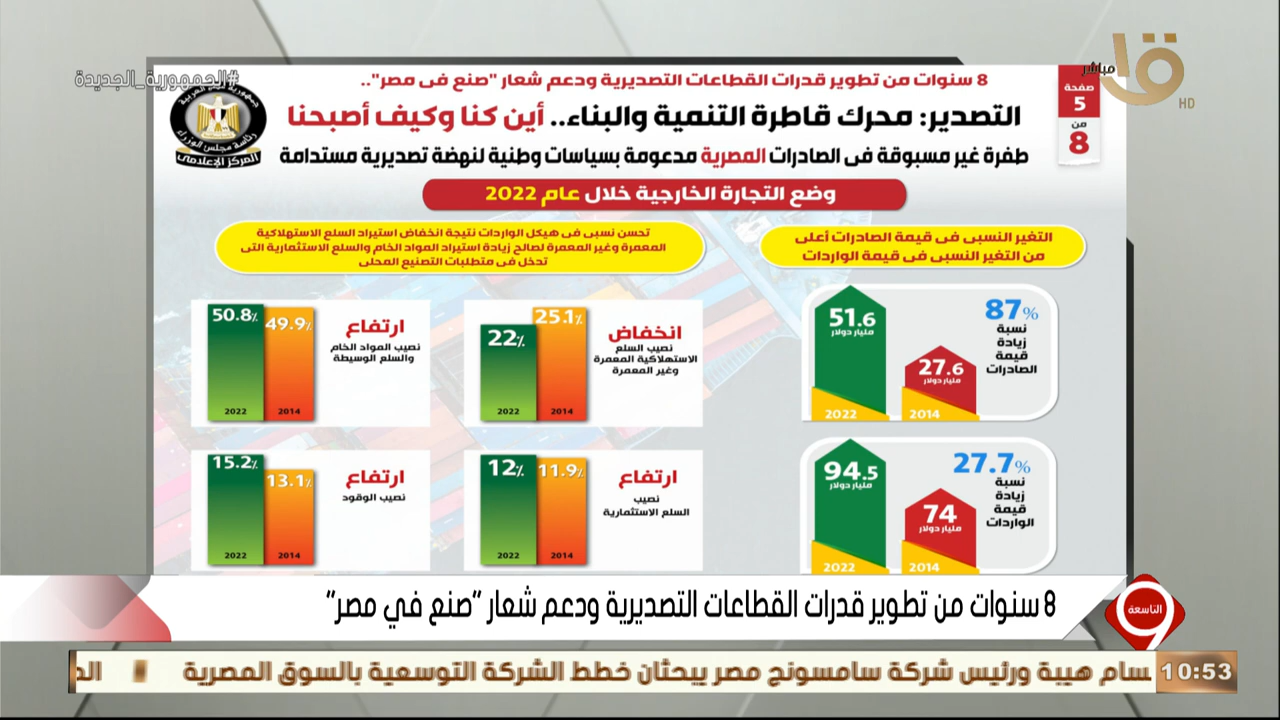 #الجمهورية_الجديدة
مباشر
HD
8 سنوات من تطوير قدرات القطاعات التصديرية ودعم شعار "صنع فى مصر"..
التصدير: محرك قاطرة التنمية والبناء.. أين كنا وكيف أصبحنا
طفرة غير مسبوقة فى الصادرات المصرية مدعومة بسياسات وطنية لنهضة تصديرية مستدامة
صفحة
5
من
8
جمهورية مصر العربية
رئاسة مجلس الوزراء
المركز الإعلامى
وضع التجارة الخارجية خلال عام 2022
التغير النسبى فى قيمة الصادرات أعلى
من التغير النسبى فى قيمة الواردات
87%
نسبة
زيادة
قيمة
الصادرات
27.6
مليار دولار
2014
51.6
مليار دولار
2022
27.7%
نسبة
زيادة
قيمة
الواردات
74
مليار دولار
2014
94.5
مليار دولار
2022
تحسن نسبى فى هيكل الواردات نتيجة انخفاض استيراد السلع الاستهلاكية
المعمرة وغير المعمرة لصالح زيادة استيراد المواد الخام والسلع الاستثمارية التى
تدخل فى متطلبات التصنيع المحلى
انخفاض
نصيب السلع
الاستهلاكية المعمرة
وغير المعمرة
25.1%
2014
22%
2022
ارتفاع
نصيب المواد الخام
والسلع الوسيطة
49.9%
2014
50.8%
2022
ارتفاع
نصيب
السلع الاستثمارية
11.9%
2014
12%
2022
ارتفاع
نصيب الوقود
13.1%
2014
15.2%
2022
التاسعة
8 سنوات من تطوير قدرات القطاعات التصديرية ودعم شعار "صنع في مصر"
10:53
سام هيبة ورئيس شركة سامسونج مصر يبحثان خطط الشركة التوسعية بالسوق المصرية